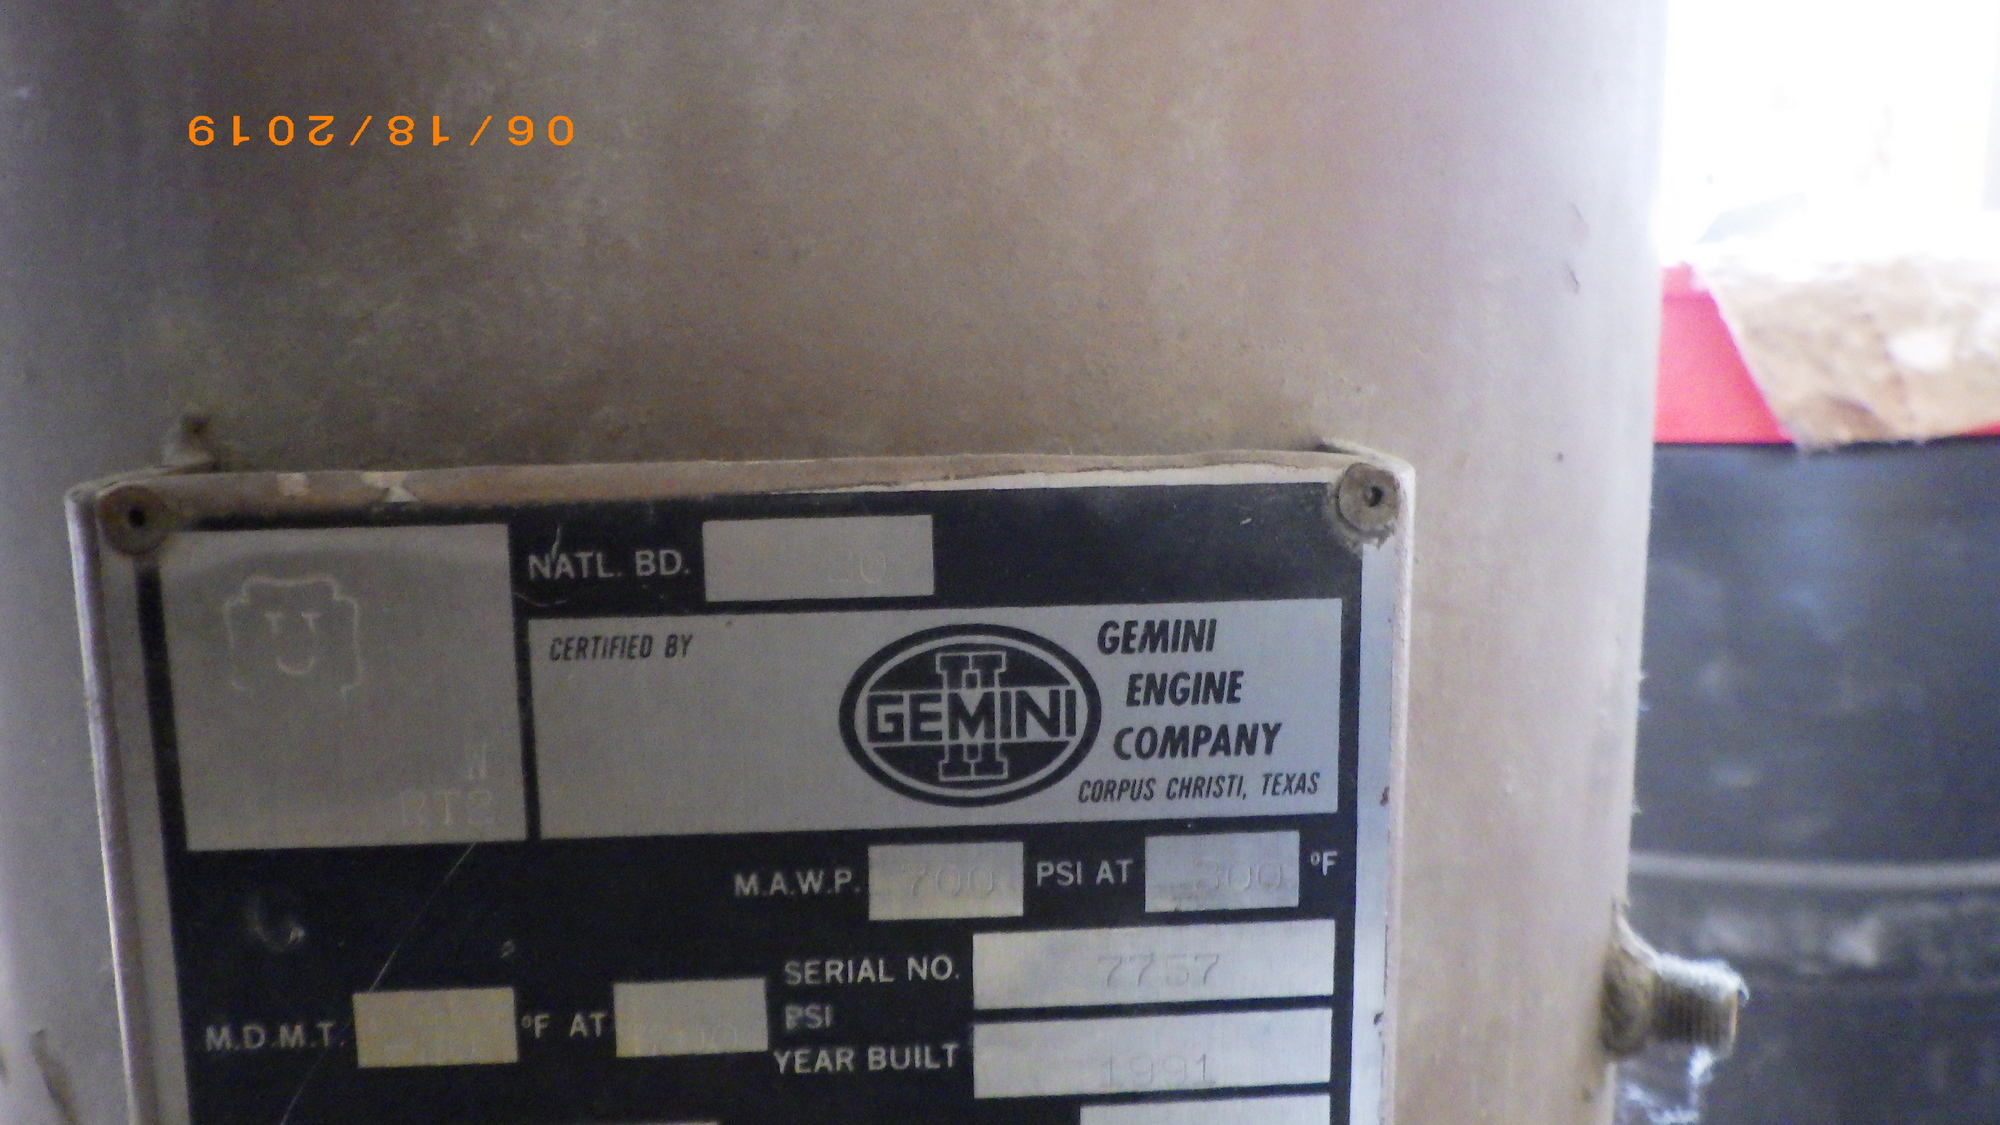 06/18/2019
NATL. BD.
U
CERTIFIED BY
GEMINI
GEMINI
ENGINE
COMPANY
CORPUS CHRISTI, TEXAS
W
RTS
M.A.W.P. 700 PSI AT 300 °F
SERIAL NO. 7757
M.D.M.T. °F AT PSI
YEAR BUILT 1991